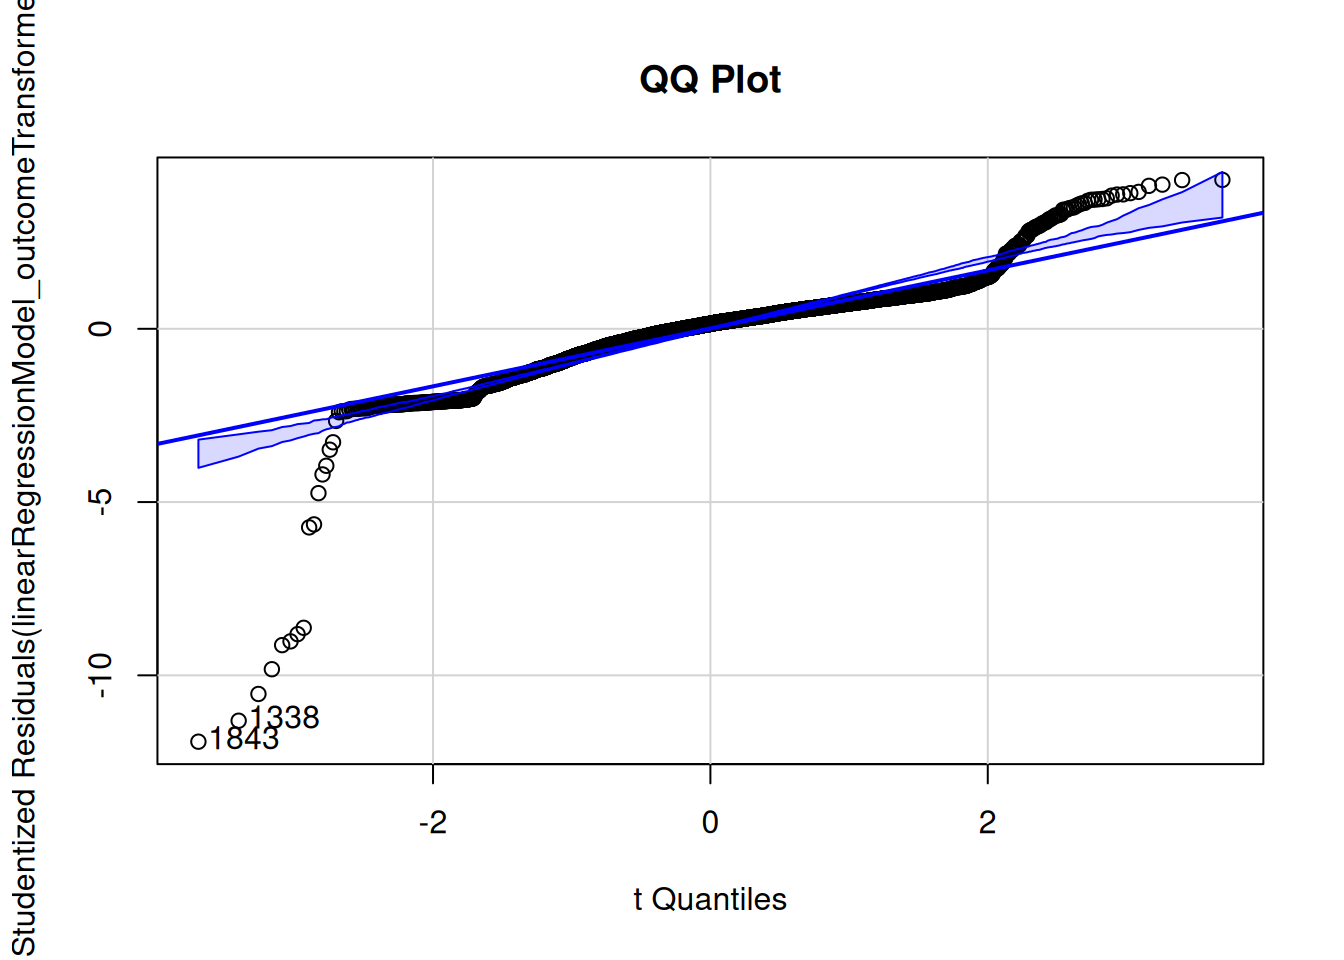 QQ Plot
Studentized Residuals(linearRegressionModel_outcomeTransforme
0
-5
-10
1338
1843
-2
0
2
t Quantiles